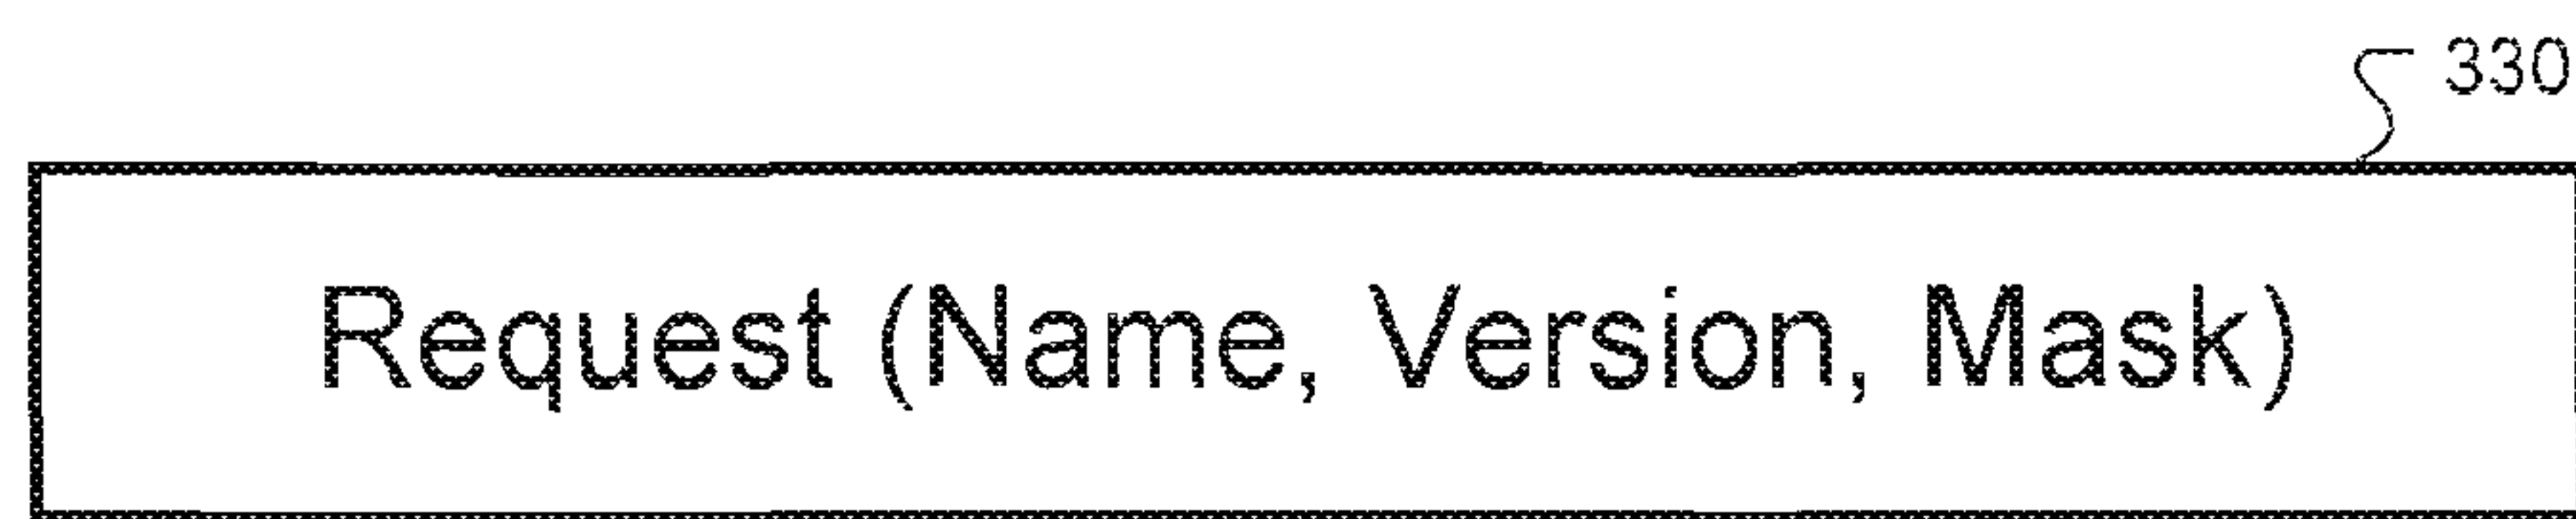 330
Request (Name, Version, Mask)